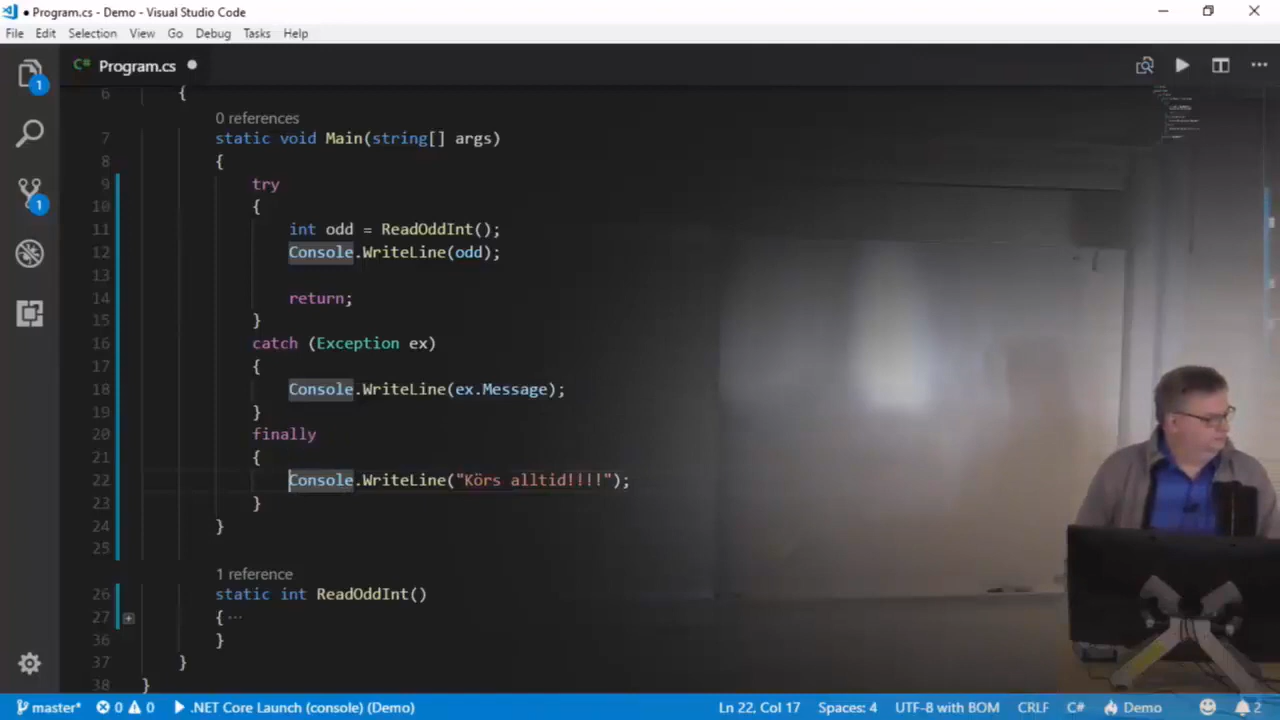 ● Program.cs - Demo - Visual Studio Code
File Edit Selection View Go Debug Tasks Help
C# Program.cs ●
6 {
0 references
7 static void Main(string[] args)
8 {
9 try
10 {
11 int odd = ReadOddInt();
12 Console.WriteLine(odd);
13
14 return;
15 }
16 catch (Exception ex)
17 {
18 Console.WriteLine(ex.Message);
19 }
20 finally
21 {
22 Console.WriteLine("Körs alltid!!!!");
23 }
24 }
25
1 reference
26 static int ReadOddInt()
27 {···
36 }
37 }
38 }
1
1
master* 0 0 .NET Core Launch (console) (Demo) Ln 22, Col 17 Spaces: 4 UTF-8 with BOM CRLF C# Demo 2